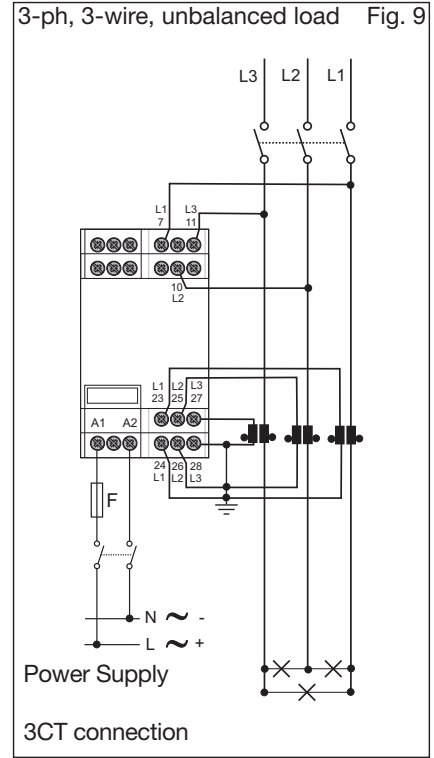 3-ph, 3-wire, unbalanced load Fig. 9
L3 L2 L1
L1 L3
7 11
10
L2
L1 L2 L3
23 25 27
A1 A2
24 26 28
L1 L2 L3
F
N ~ -
L ~ +
Power Supply
3CT connection